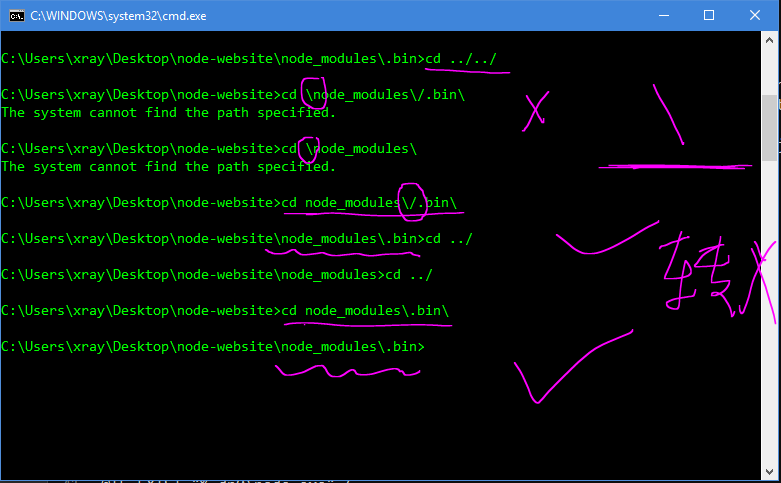 C:\WINDOWS\system32\cmd.exe
C:\Users\xray\Desktop\node-website\node_modules\.bin>cd ../../
C:\Users\xray\Desktop\node-website>cd \node_modules\/.bin\
The system cannot find the path specified.
C:\Users\xray\Desktop\node-website>cd \node_modules\
The system cannot find the path specified.
C:\Users\xray\Desktop\node-website>cd node_modules\/.bin\
C:\Users\xray\Desktop\node-website\node_modules\.bin>cd ../
C:\Users\xray\Desktop\node-website\node_modules>cd ../
C:\Users\xray\Desktop\node-website>cd node_modules\.bin\
C:\Users\xray\Desktop\node-website\node_modules\.bin>
\
转义